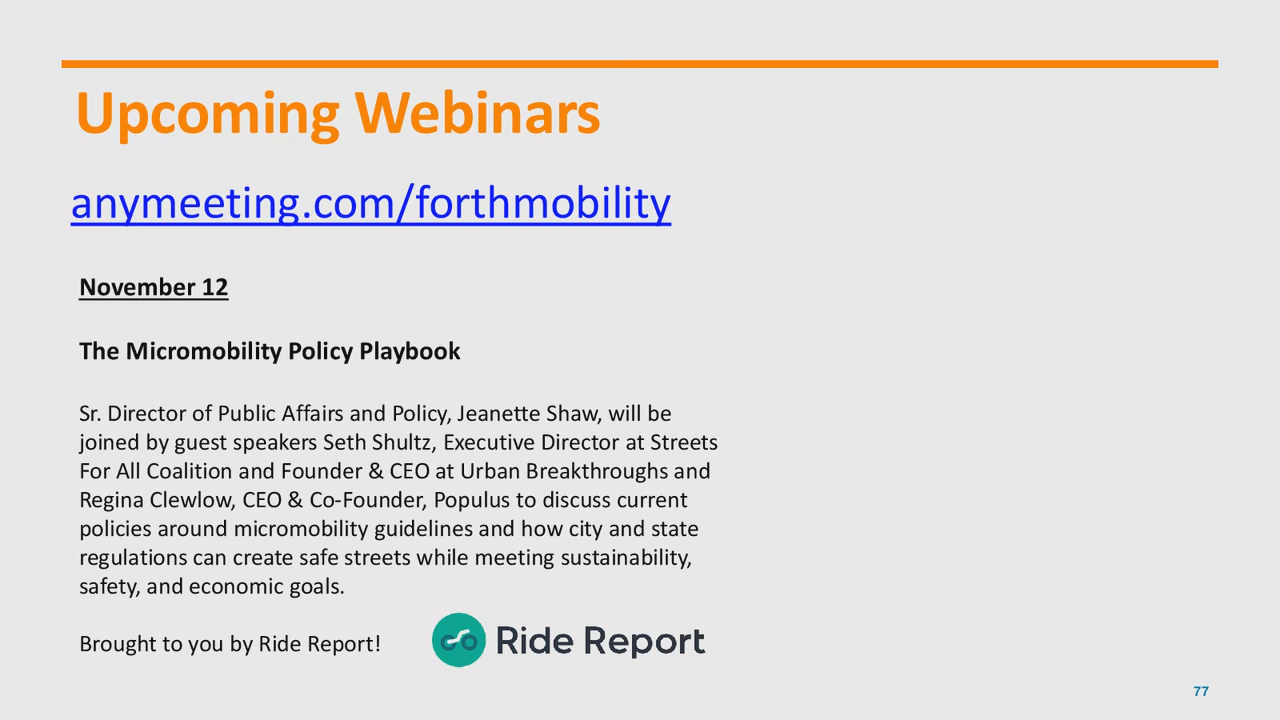 Upcoming Webinars
anymeeting.com/forthmobility
November 12
The Micromobility Policy Playbook
Sr. Director of Public Affairs and Policy, Jeanette Shaw, will be
joined by guest speakers Seth Shultz, Executive Director at Streets
For All Coalition and Founder & CEO at Urban Breakthroughs and
Regina Clewlow, CEO & Co-Founder, Populus to discuss current
policies around micromobility guidelines and how city and state
regulations can create safe streets while meeting sustainability,
safety, and economic goals.
Brought to you by Ride Report!
Ride Report
77